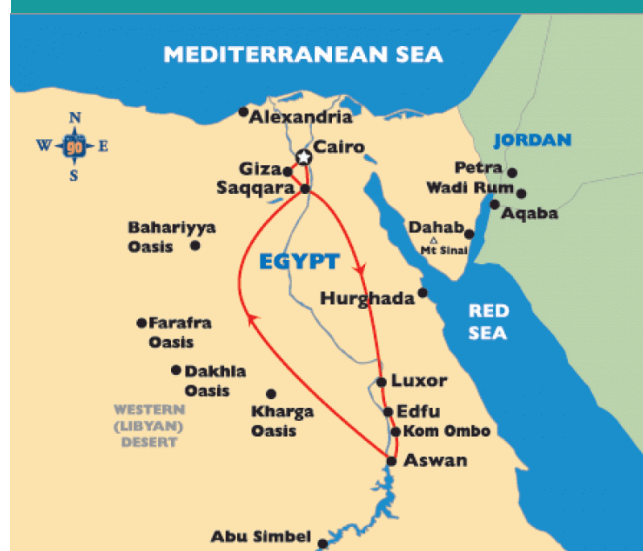 MEDITERRANEAN SEA
Alexandria
N
W
go
E
S
Cairo
Giza
Saqqara
JORDAN
Petra
Wadi Rum
Aqaba
Dahab
Mt Sinai
Bahariyya
Oasis
EGYPT
Hurghada
RED
SEA
Farafra
Oasis
Dakhla
Oasis
Kharga
Oasis
WESTERN
(LIBYAN)
DESERT
Luxor
Edfu
Kom Ombo
Aswan
Abu Simbel